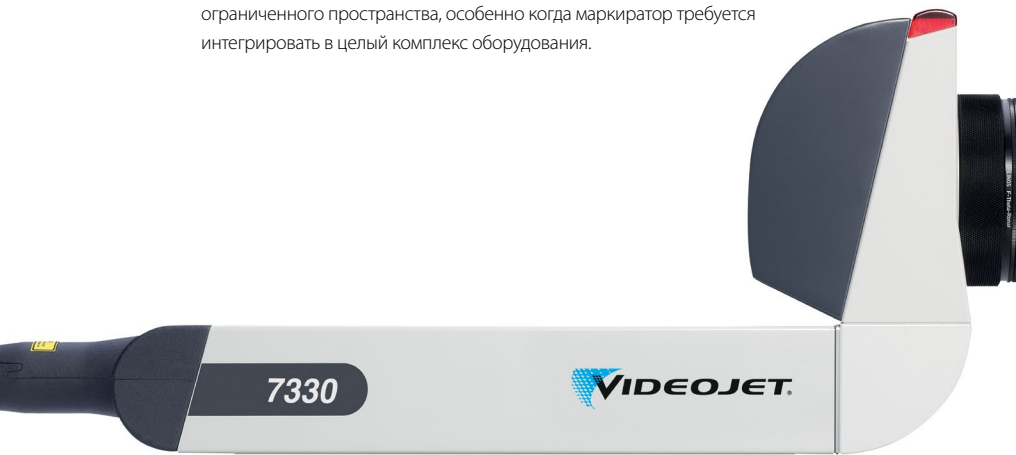 ограниченного пространства, особенно когда маркиратор требуется
интегрировать в целый комплекс оборудования.
7330
VIDEOJET.